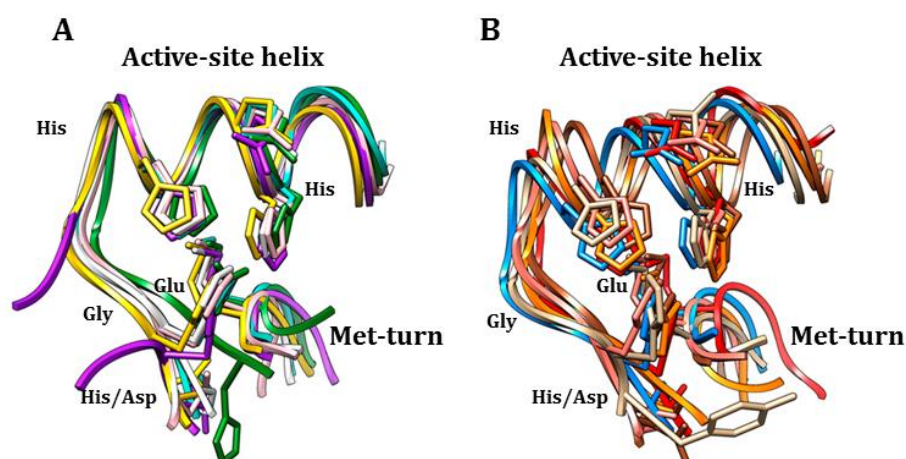 A
Active-site helix
His
His
Glu
Gly
Met-turn
His/Asp
B
Active-site helix
His
His
Glu
Gly
Met-turn
His/Asp